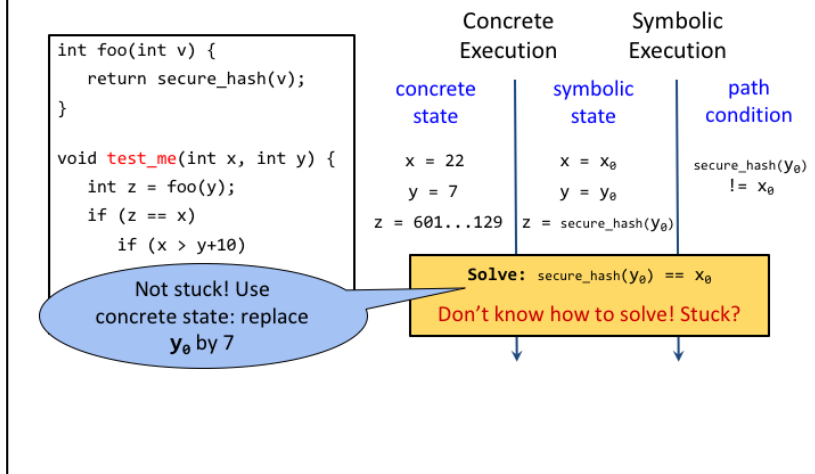 Concrete Execution
Symbolic Execution
int foo(int v) {
return secure_hash(v);
}
void test_me(int x, int y) {
int z = foo(y);
if (z == x)
if (x > y+10)
concrete state
symbolic state
path condition
x = 22
y = 7
z = 601...129
x = x₀
y = y₀
z = secure_hash(y₀)
secure_hash(y₀)
!= x₀
Solve: secure_hash(y₀) == x₀
Don’t know how to solve! Stuck?
Not stuck! Use
concrete state: replace
y₀ by 7